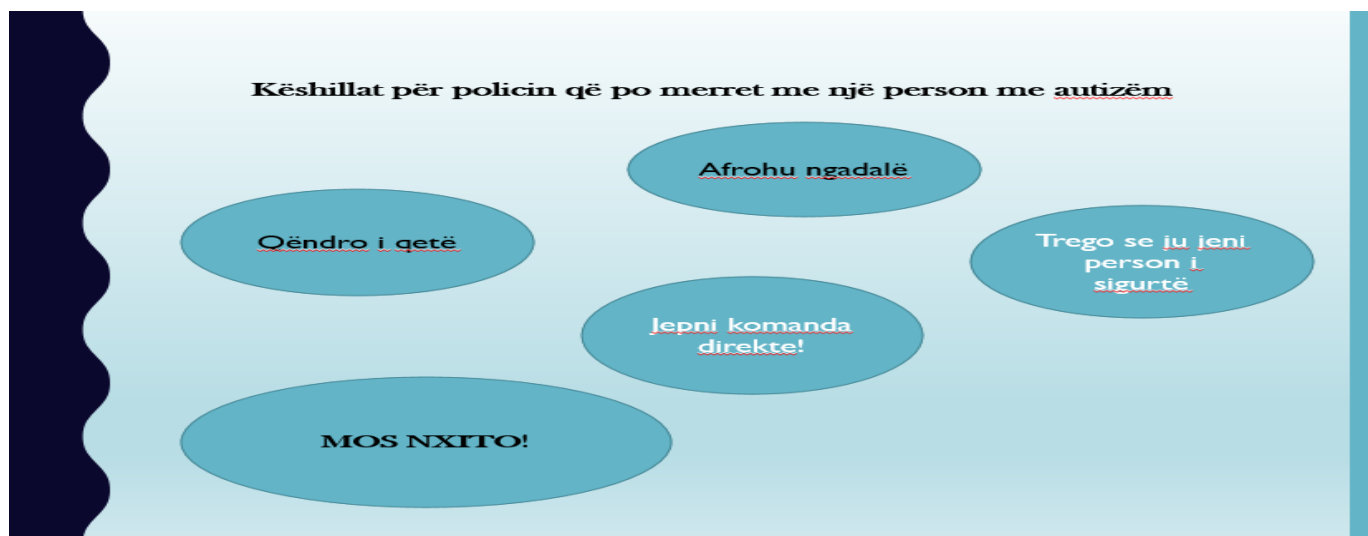 Këshillat për policin që po merret me një person me autizëm
Afrohu ngadalë
Qëndro i qetë
Trego se ju jeni
person i
sigurtë
Jepni komanda
direkte!
MOS NXITO!